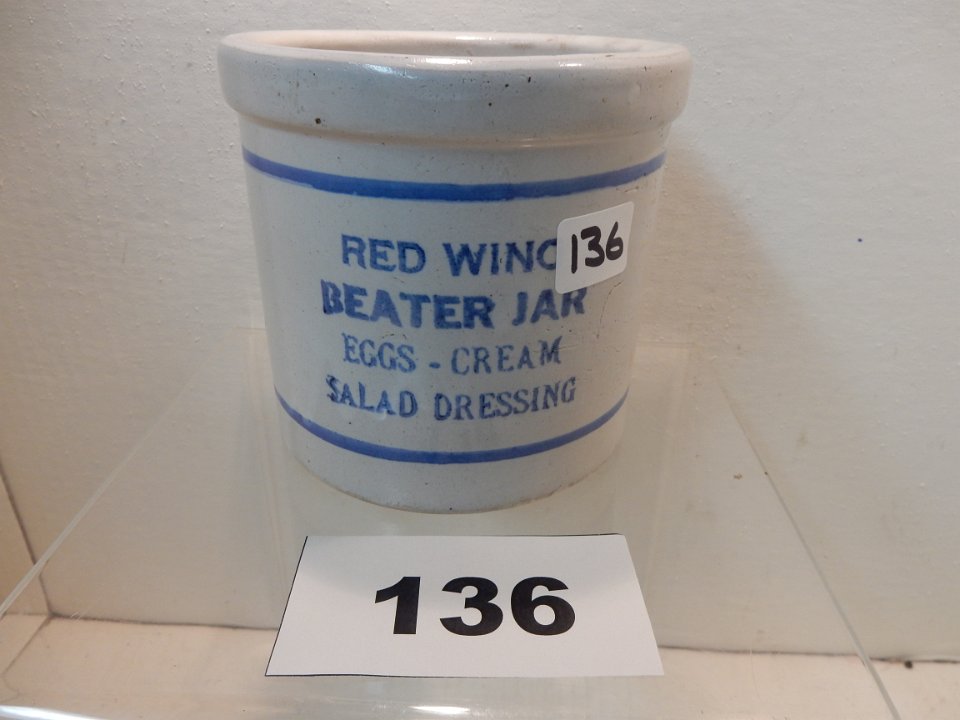 RED WING
136
BEATER JAR
EGGS - CREAM
SALAD DRESSING
136